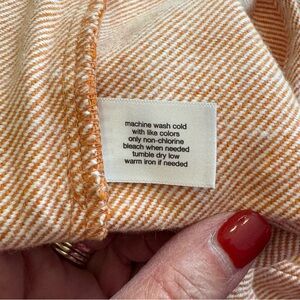 machine wash cold
with like colors
only non-chlorine
bleach when needed
tumble dry low
warm iron if needed